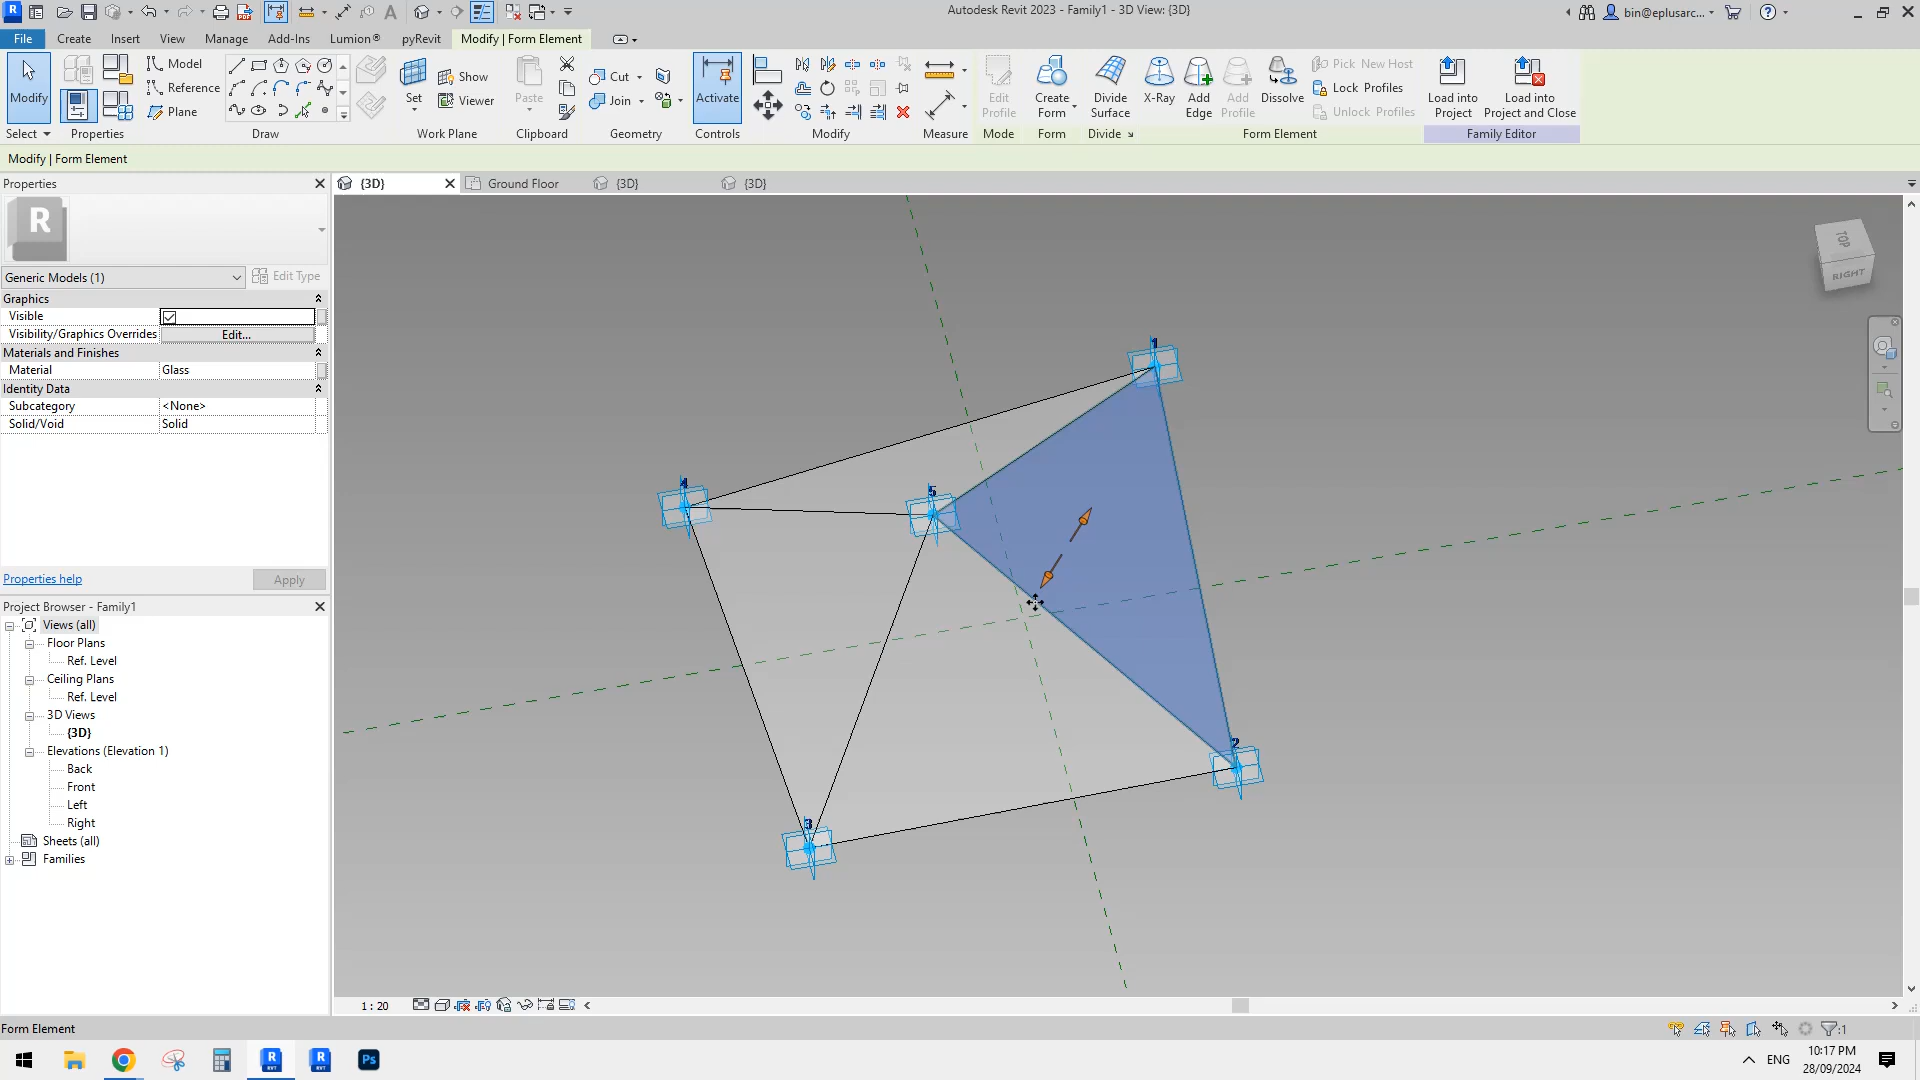 Autodesk Revit 2023 - Family1 - 3D View: {3D}
bin@eplusarc...
File
Create
Insert
View
Manage
Add-Ins
Lumion®
pyRevit
Modify | Form Element
Modify
Model
Reference
Plane
Set
Show
Viewer
Paste
Cut
Join
Activate
Edit
Profile
Create
Form
Divide
Surface
X-Ray
Add
Edge
Add
Profile
Dissolve
Pick New Host
Lock Profiles
Unlock Profiles
Load into
Project
Load into
Project and Close
Select
Properties
Draw
Work Plane
Clipboard
Geometry
Controls
Modify
Measure
Mode
Form
Divide
Form Element
Family Editor
Modify | Form Element
Properties
{3D}
Ground Floor
{3D}
{3D}
R
Generic Models (1)
Edit Type
Graphics
Visible
Visibility/Graphics Overrides
Edit...
Materials and Finishes
Material
Glass
Identity Data
Subcategory
<None>
Solid/Void
Solid
Properties help
Apply
Project Browser - Family1
Views (all)
Floor Plans
Ref. Level
Ceiling Plans
Ref. Level
3D Views
{3D}
Elevations (Elevation 1)
Back
Front
Left
Right
Sheets (all)
Families
TOP
RIGHT
1
4
5
2
3
1 : 20
Form Element
:1
ENG
10:17 PM
28/09/2024